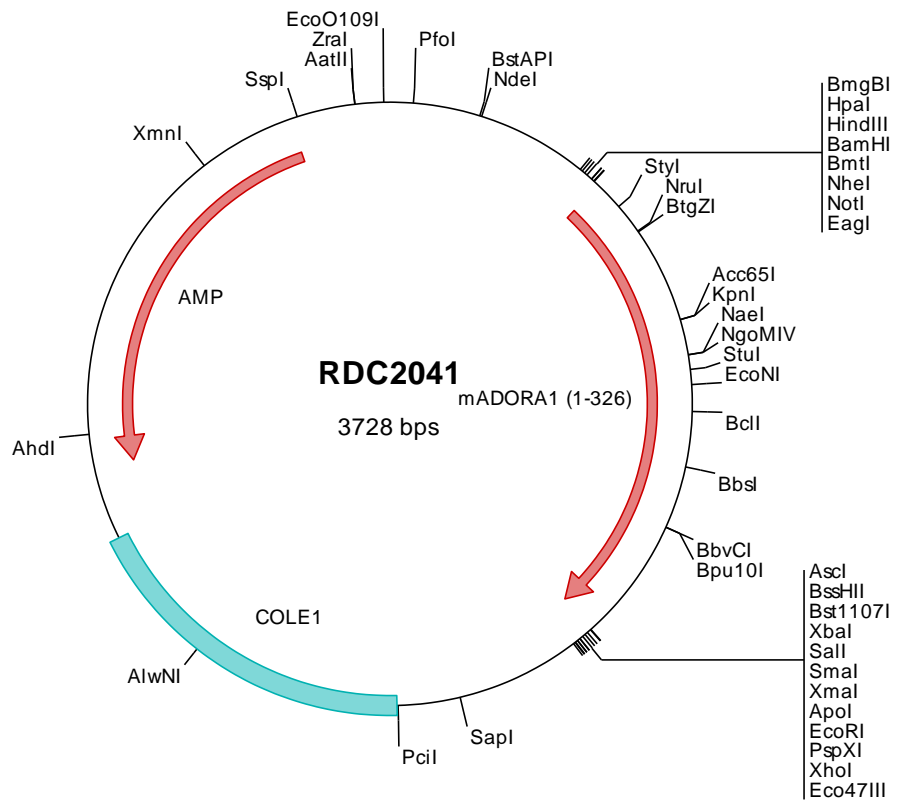 EcoO109I
ZraI
AatII
PfoI
SspI
BstAPI
NdeI
XmnI
BmgBI
HpaI
HindIII
BamHI
BmtI
NheI
NotI
EagI
StyI
NruI
BtgZI
Acc65I
KpnI
NaeI
NgoMIV
StuI
EcoNI
BclI
BbsI
BbvCI
Bpu10I
AMP
RDC2041
3728 bps
mADORA1 (1-326)
AhdI
COLE1
AlwNI
PciI
SapI
AscI
BssHII
Bst1107I
XbaI
SalI
SmaI
XmaI
ApoI
EcoRI
PspXI
XhoI
Eco47III